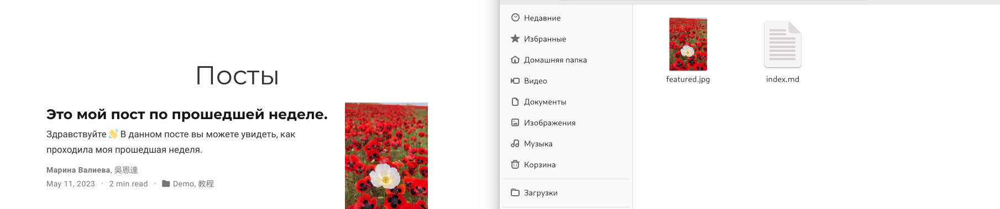 Посты
Это мой пост по прошедшей неделе.
Здравствуйте 👋 В данном посте вы можете увидеть, как
проходила моя прошедшая неделя.
Марина Валиева, 吳恩達
May 11, 2023 · 2 min read · Demo, 教程
Недавние
Избранные
Домашняя папка
Видео
Документы
Изображения
Музыка
Корзина
Загрузки
featured.jpg
index.md